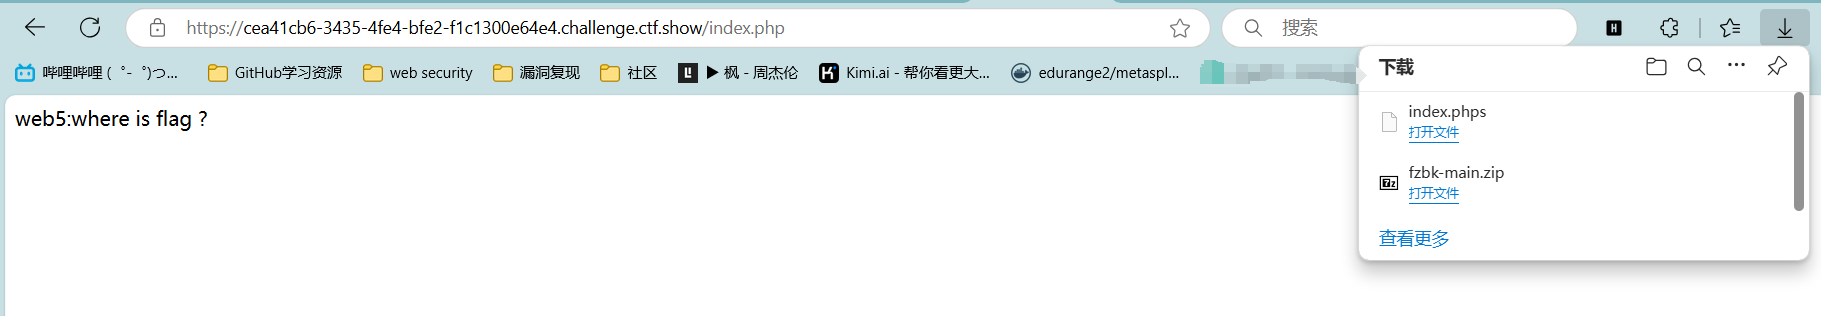 https://cea41cb6-3435-4fe4-bfe2-f1c1300e64e4.challenge.ctf.show/index.php
搜索
哔哩哔哩 (゜-゜)つ... GitHub学习资源 web security 漏洞复现 社区 ▶ 枫 - 周杰伦 Kimi.ai - 帮你看更大... edurange2/metaspl...
web5:where is flag ?
下载
index.phps
打开文件
fzbk-main.zip
打开文件
查看更多